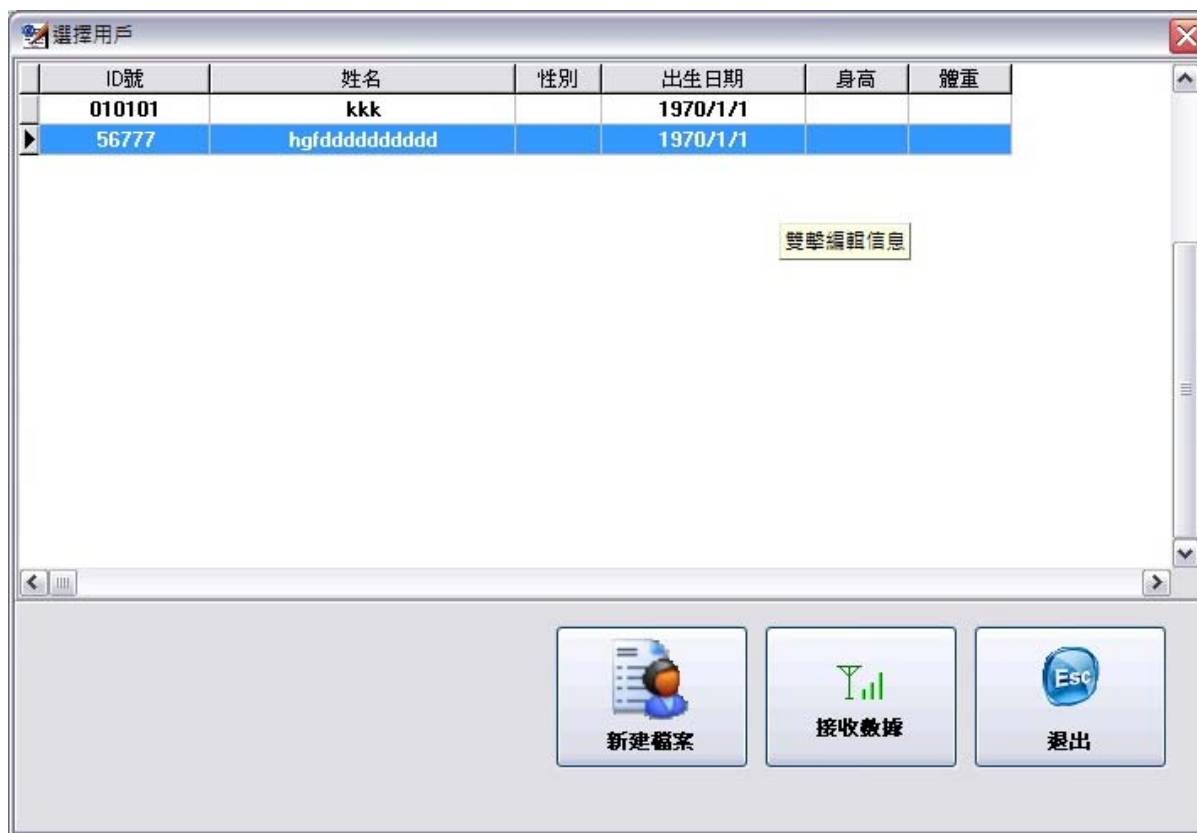 選擇用戶
ID號 姓名 性別 出生日期 身高 體重
010101 kkk 1970/1/1
56777 hgfdddddddddd 1970/1/1
雙擊編輯信息
Esc
新建檔案 接收數據 退出